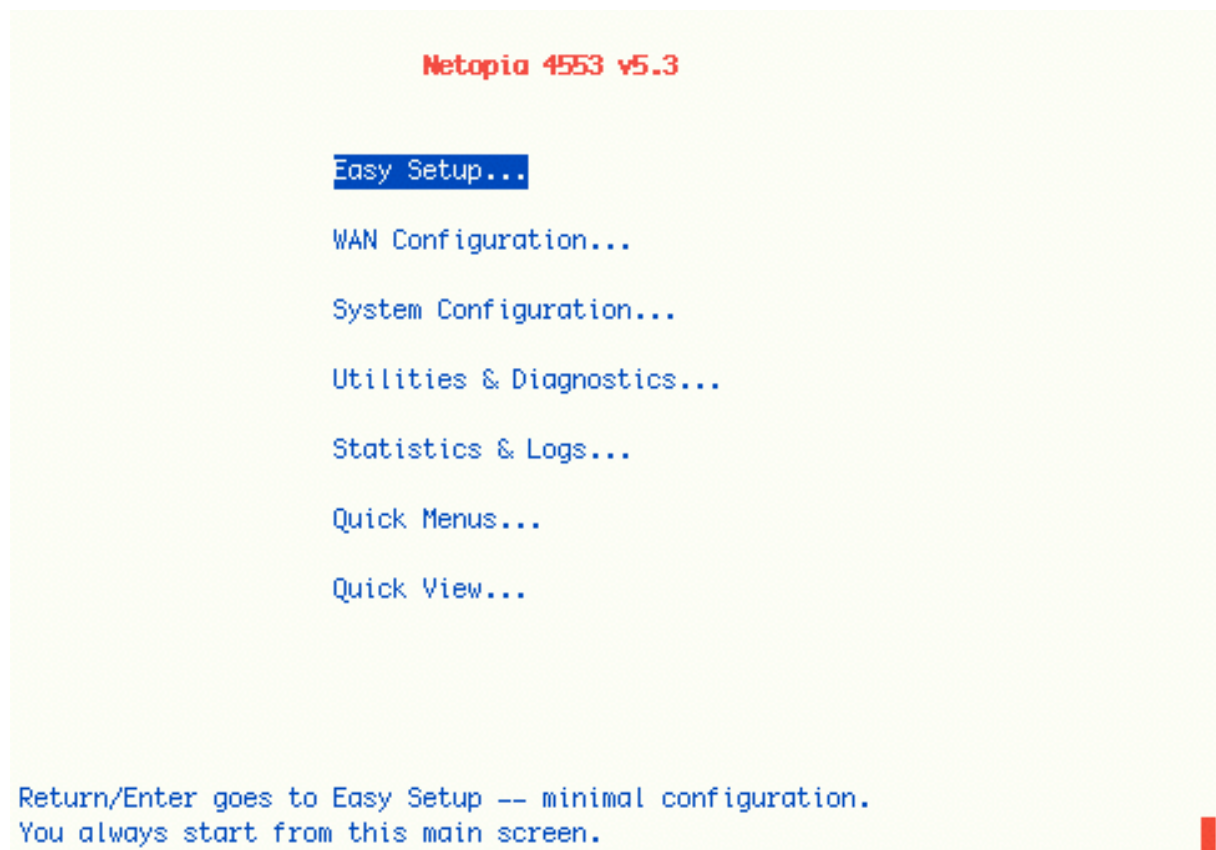 Netopia 4553 v5.3
Easy Setup...
WAN Configuration...
System Configuration...
Utilities & Diagnostics...
Statistics & Logs...
Quick Menus...
Quick View...
Return/Enter goes to Easy Setup -- minimal configuration.
You always start from this main screen.